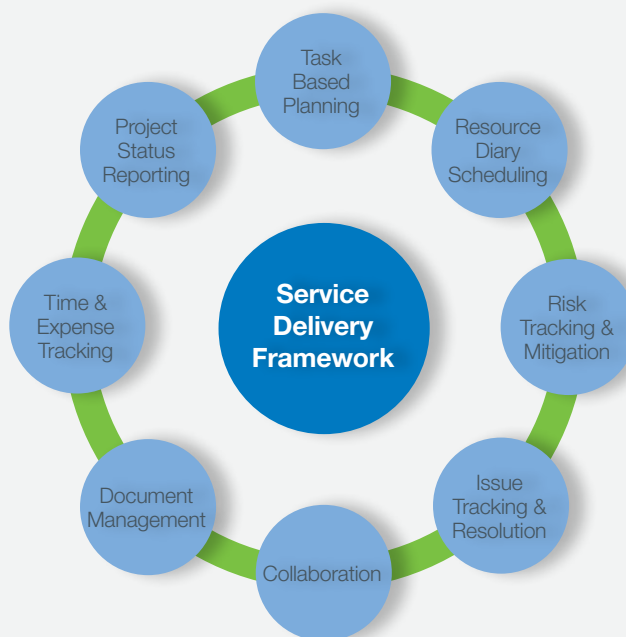 Task
Based
Planning
Resource
Diary
Scheduling
Risk
Tracking &
Mitigation
Issue
Tracking &
Resolution
Collaboration
Document
Management
Time &
Expense
Tracking
Project
Status
Reporting
Service
Delivery
Framework